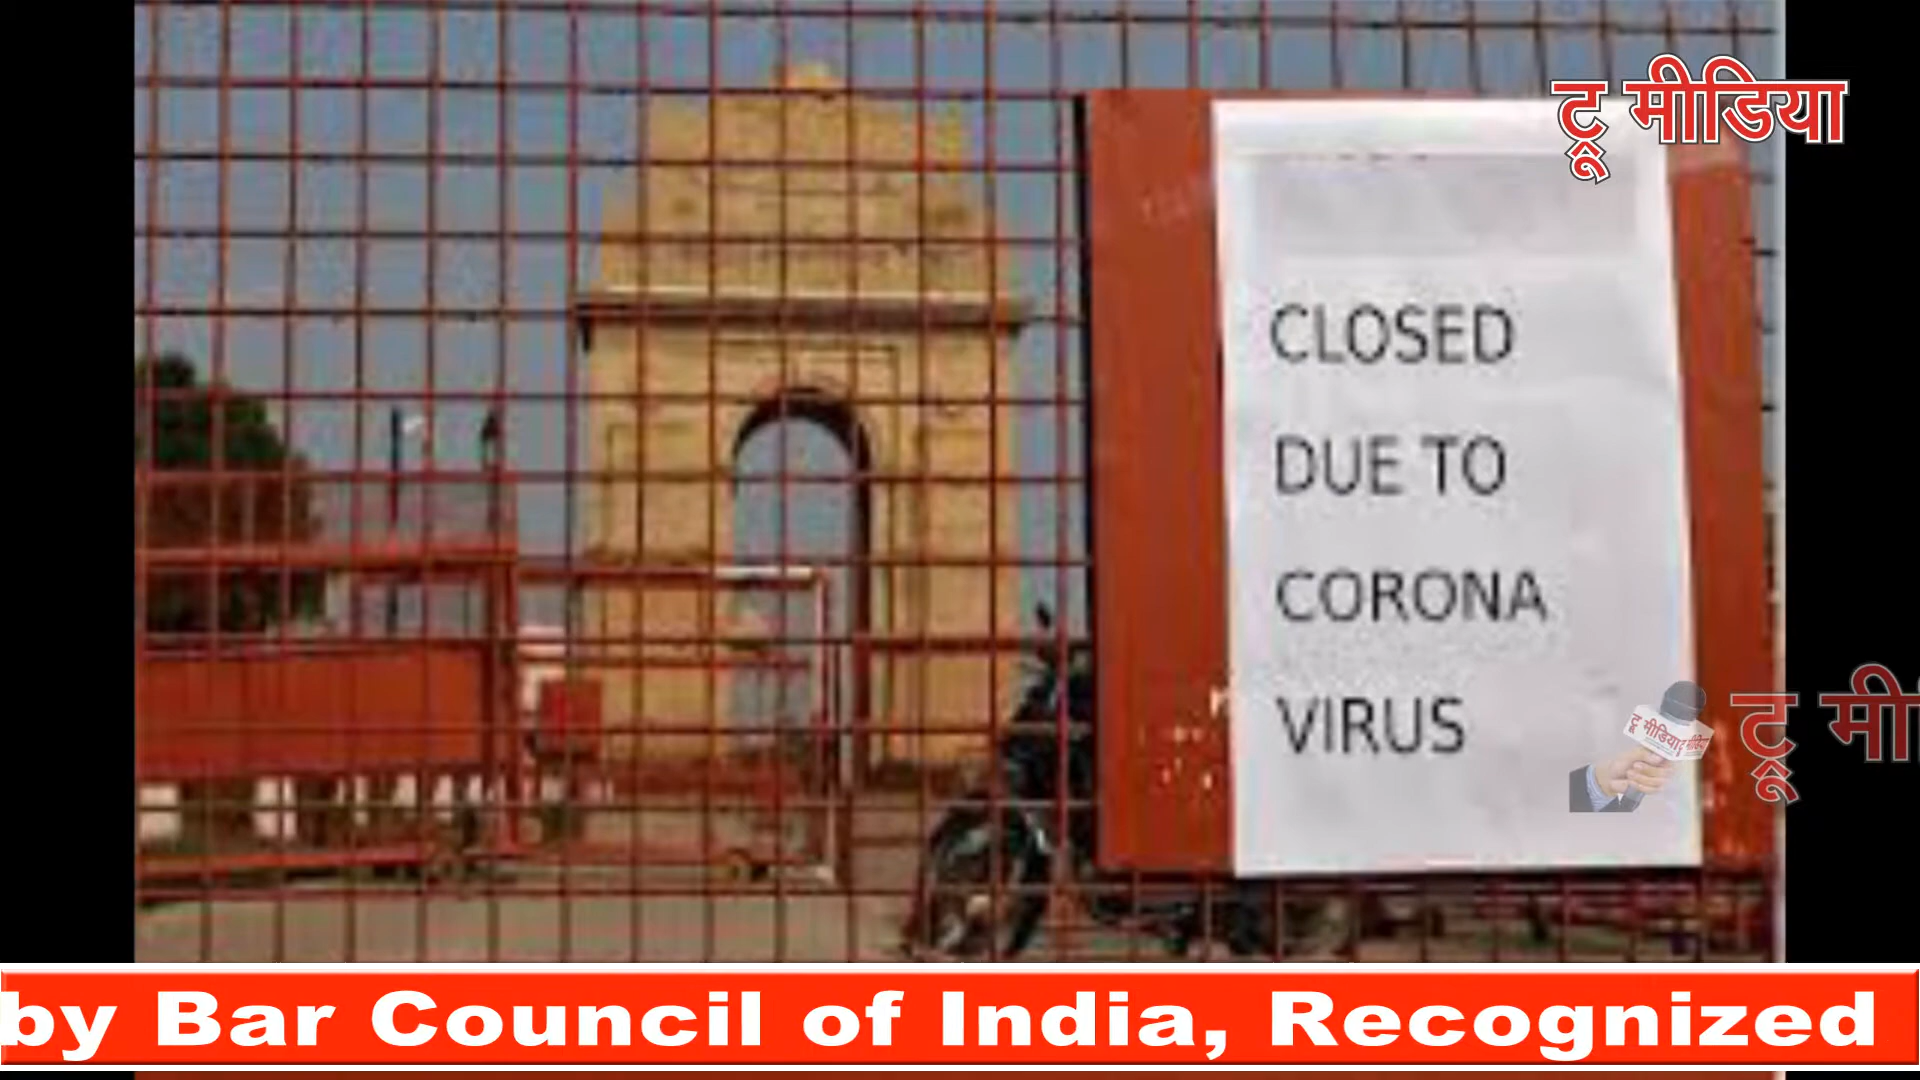 टू मीडिया
CLOSED
DUE TO
CORONA
VIRUS
टू मीडिया
टू मी
by Bar Council of India, Recognized